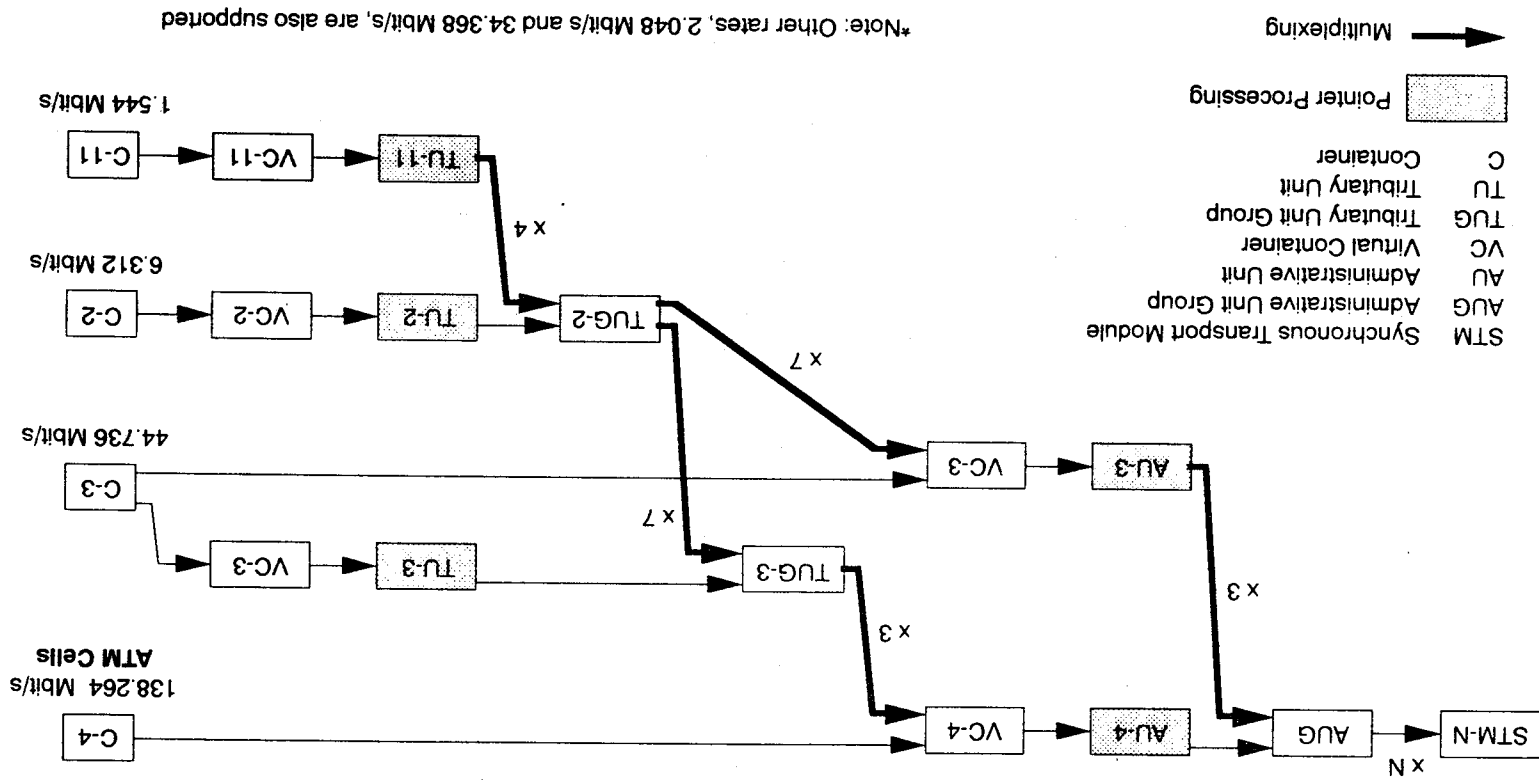 x N
STM-N
AUG
AU-4
VC-4
C-4
138.264 Mbit/s
ATM Cells
x 3
x 3
TUG-3
TU-3
VC-3
x 7
C-3
44.736 Mbit/s
AU-3
VC-3
x 7
TUG-2
TU-2
VC-2
C-2
6.312 Mbit/s
x 4
TU-11
VC-11
C-11
1.544 Mbit/s
STM Synchronous Transport Module
AUG Administrative Unit Group
AU Administrative Unit
VC Virtual Container
TUG Tributary Unit Group
TU Tributary Unit
C Container
Pointer Processing
Multiplexing
*Note: Other rates, 2.048 Mbit/s and 34.368 Mbit/s, are also supported